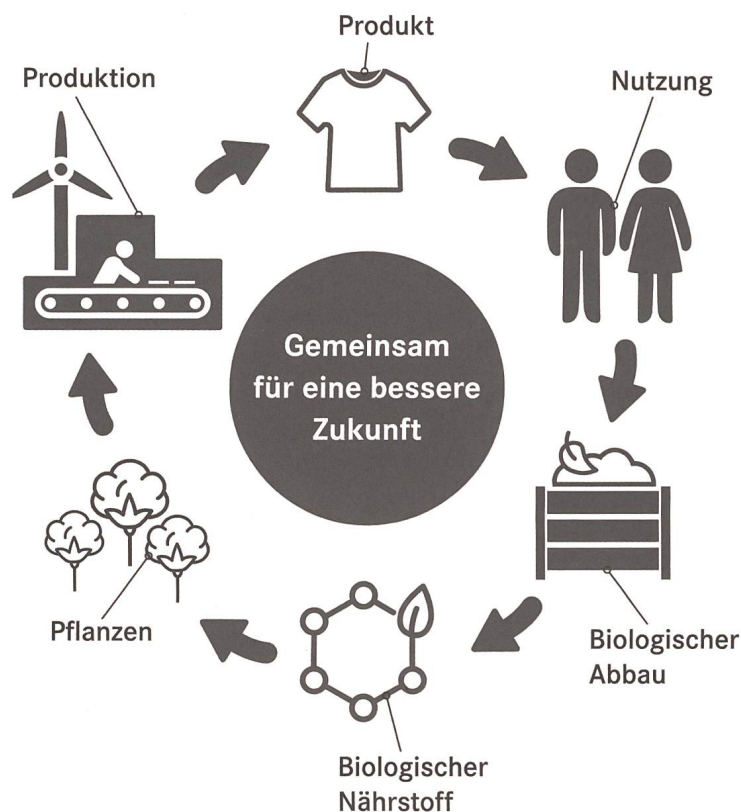 Produkt
Produktion
Nutzung
Gemeinsam
für eine bessere
Zukunft
Pflanzen
Biologischer
Abbau
Biologischer
Nährstoff